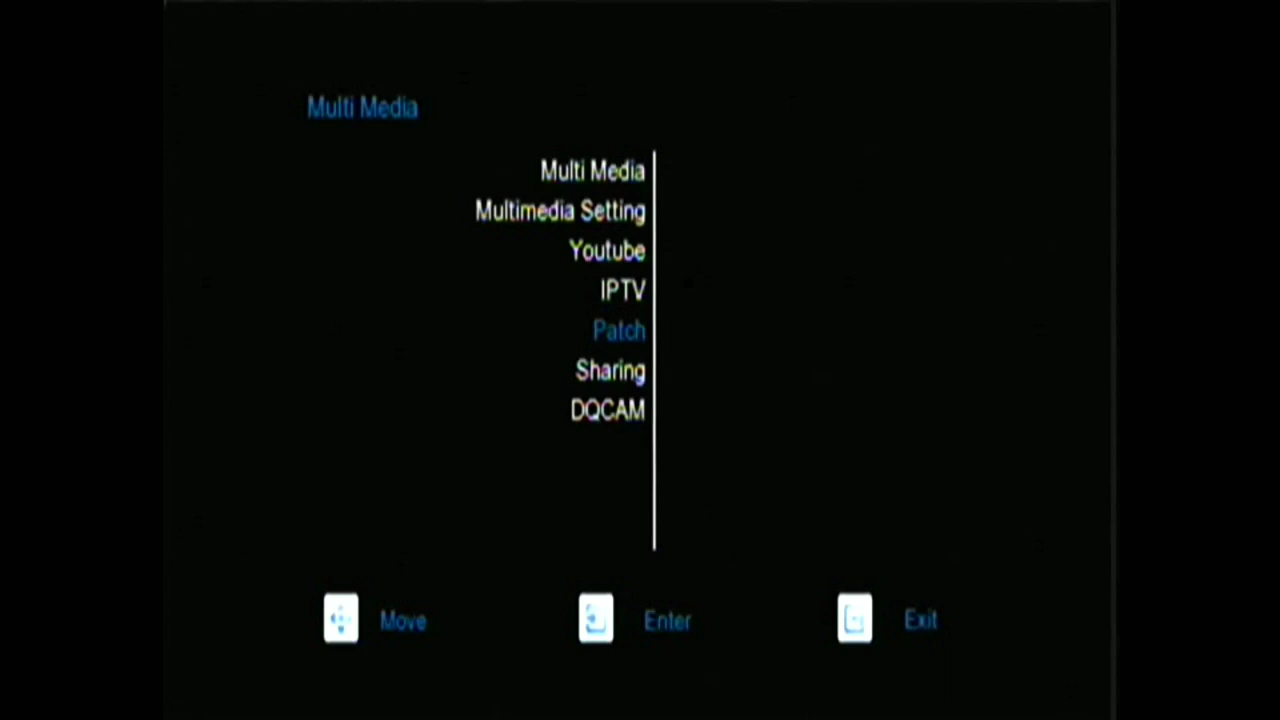 Multi Media
Multi Media
Multimedia Setting
Youtube
IPTV
Patch
Sharing
DQCAM
Move
Enter
Exit